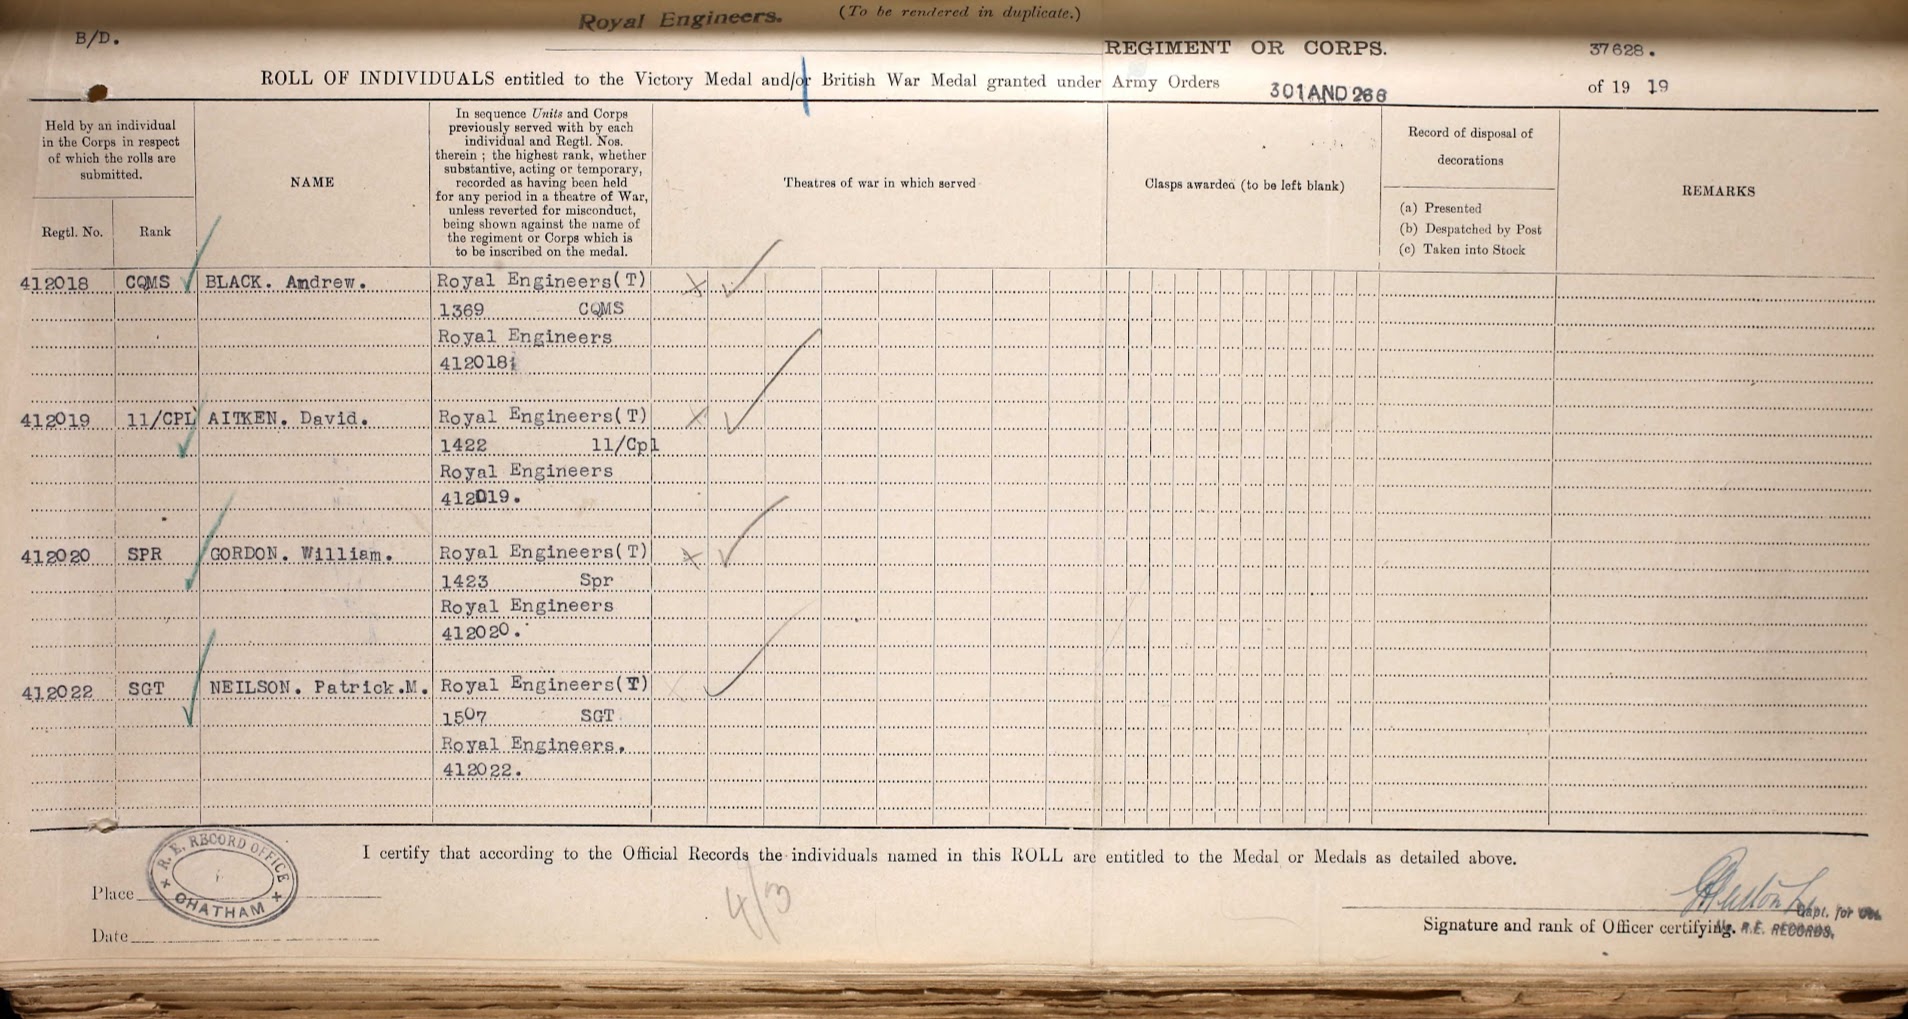 Royal Engineers. (To be rendered in duplicate.)
B/D. REGIMENT OR CORPS. 37628.
ROLL OF INDIVIDUALS entitled to the Victory Medal and/or British War Medal granted under Army Orders 301 AND 266 of 19 19
Held by an individual
in the Corps in respect
of which the rolls are
submitted.
Regtl. No. Rank
NAME
In sequence Units and Corps
previously served with by each
individual and Regtl. Nos.
therein ; the highest rank, whether
substantive, acting or temporary,
recorded as having been held
for any period in a theatre of War,
unless reverted for misconduct,
being shown against the name of
the regiment or Corps which is
to be inscribed on the medal.
Theatres of war in which served
Clasps awarded (to be left blank)
Record of disposal of
decorations
(a) Presented
(b) Despatched by Post
(c) Taken into Stock
REMARKS
412018 CQMS BLACK. Andrew. Royal Engineers(T)
1369 CQMS
Royal Engineers
412018
412019 11/CPL AITKEN. David. Royal Engineers(T)
1422 11/Cpl
Royal Engineers
412019.
412020 SPR GORDON. William. Royal Engineers(T)
1423 Spr
Royal Engineers
412020.
412022 SGT NEILSON. Patrick.M. Royal Engineers(T)
1507 SGT
Royal Engineers.
412022.
I certify that according to the Official Records the individuals named in this ROLL are entitled to the Medal or Medals as detailed above.
R.E. RECORD OFFICE
CHATHAM
Place
Date
4/3
Capt. for
Signature and rank of Officer certifying. R.E. RECORDS.